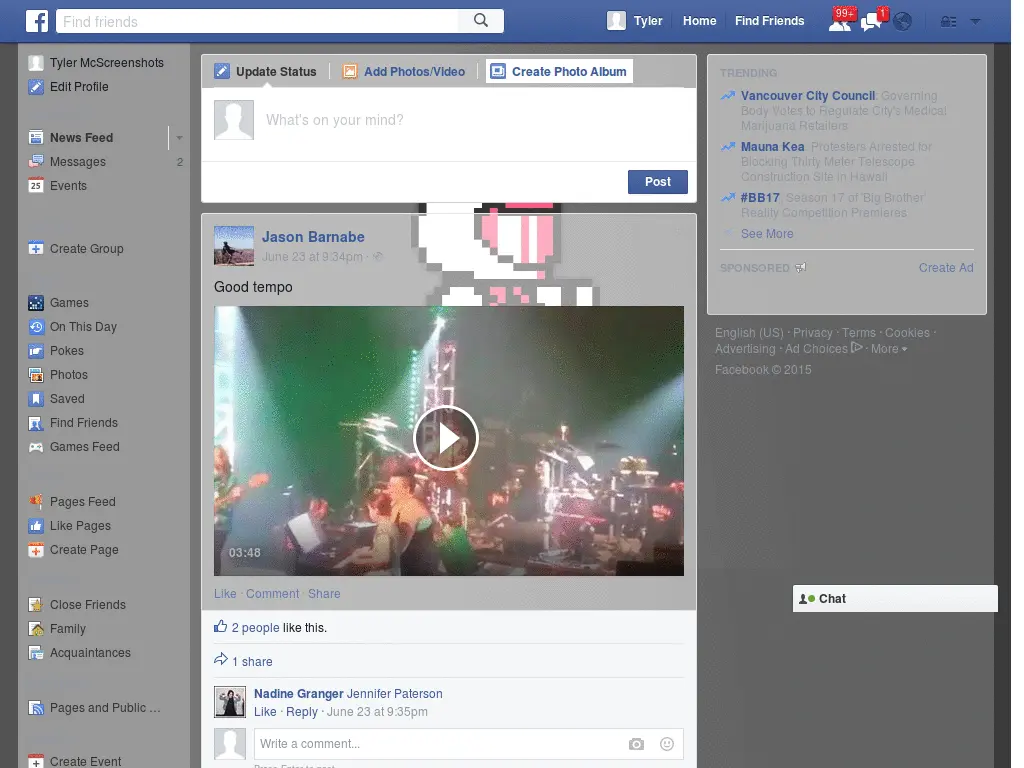 Find friends
Tyler
Home
Find Friends
99+
1
Tyler McScreenshots
Edit Profile
News Feed
Messages
2
25
Events
Create Group
Games
On This Day
Pokes
Photos
Saved
Find Friends
Games Feed
Pages Feed
Like Pages
Create Page
Close Friends
Family
Acquaintances
Pages and Public ...
Create Event
Update Status
Add Photos/Video
Create Photo Album
What's on your mind?
Post
Jason Barnabe
June 23 at 9:34pm ·
Good tempo
03:48
Like · Comment · Share
2 people like this.
1 share
Nadine Granger Jennifer Paterson
Like · Reply · June 23 at 9:35pm
Write a comment...
TRENDING
Vancouver City Council: Governing
Body Votes to Regulate City's Medical
Marijuana Retailers
Mauna Kea: Protesters Arrested for
Blocking Thirty Meter Telescope
Construction Site in Hawaii
#BB17: Season 17 of 'Big Brother'
Reality Competition Premieres
See More
SPONSORED
Create Ad
English (US) · Privacy · Terms · Cookies ·
Advertising · Ad Choices · More
Facebook © 2015
Chat